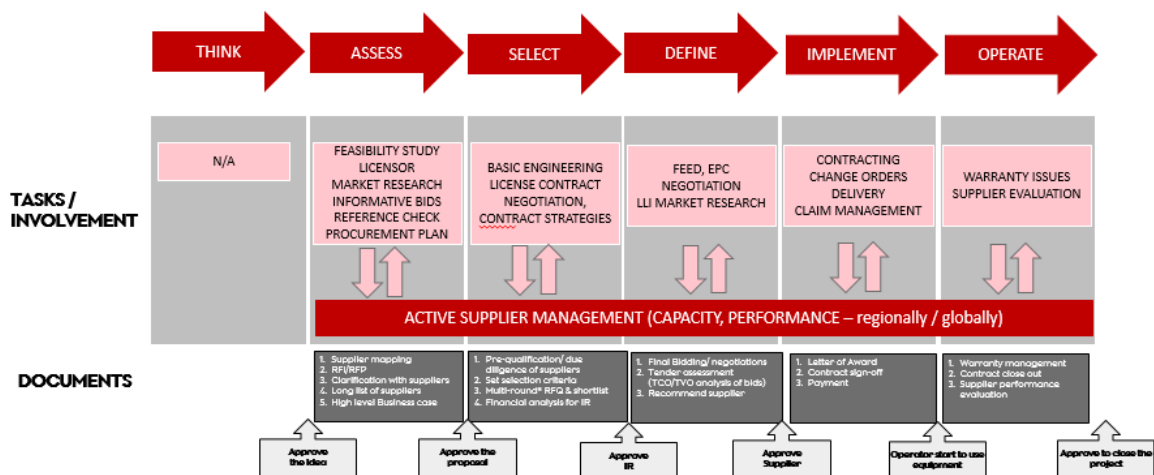 THINK
ASSESS
SELECT
DEFINE
IMPLEMENT
OPERATE
TASKS /
INVOLVEMENT
N/A
FEASIBILITY STUDY
LICENSOR
MARKET RESEARCH
INFORMATIVE BIDS
REFERENCE CHECK
PROCUREMENT PLAN
BASIC ENGINEERING
LICENSE CONTRACT
NEGOTIATION,
CONTRACT STRATEGIES
FEED, EPC
NEGOTIATION
LLI MARKET RESEARCH
CONTRACTING
CHANGE ORDERS
DELIVERY
CLAIM MANAGEMENT
WARRANTY ISSUES
SUPPLIER EVALUATION
ACTIVE SUPPLIER MANAGEMENT (CAPACITY, PERFORMANCE – regionally / globally)
DOCUMENTS
1. Supplier mapping
2. RFI/RFP
3. Clarification with suppliers
4. Long list of suppliers
5. High level Business case
1. Pre-qualification/ due
diligence of suppliers
2. Set selection criteria
3. Multi-round* RFQ & shortlist
4. Financial analysis for IR
1. Final Bidding/ negotiations
2. Tender assessment
(TCO/TVO analysis of bids)
3. Recommend supplier
1. Letter of Award
2. Contract sign-off
3. Payment
1. Warranty management
2. Contract close out
3. Supplier performance
evaluation
Approve
the idea
Approve the
proposal
Approve
IR
Approve
Supplier
Operator start to use
equipment
Approve to close the
project